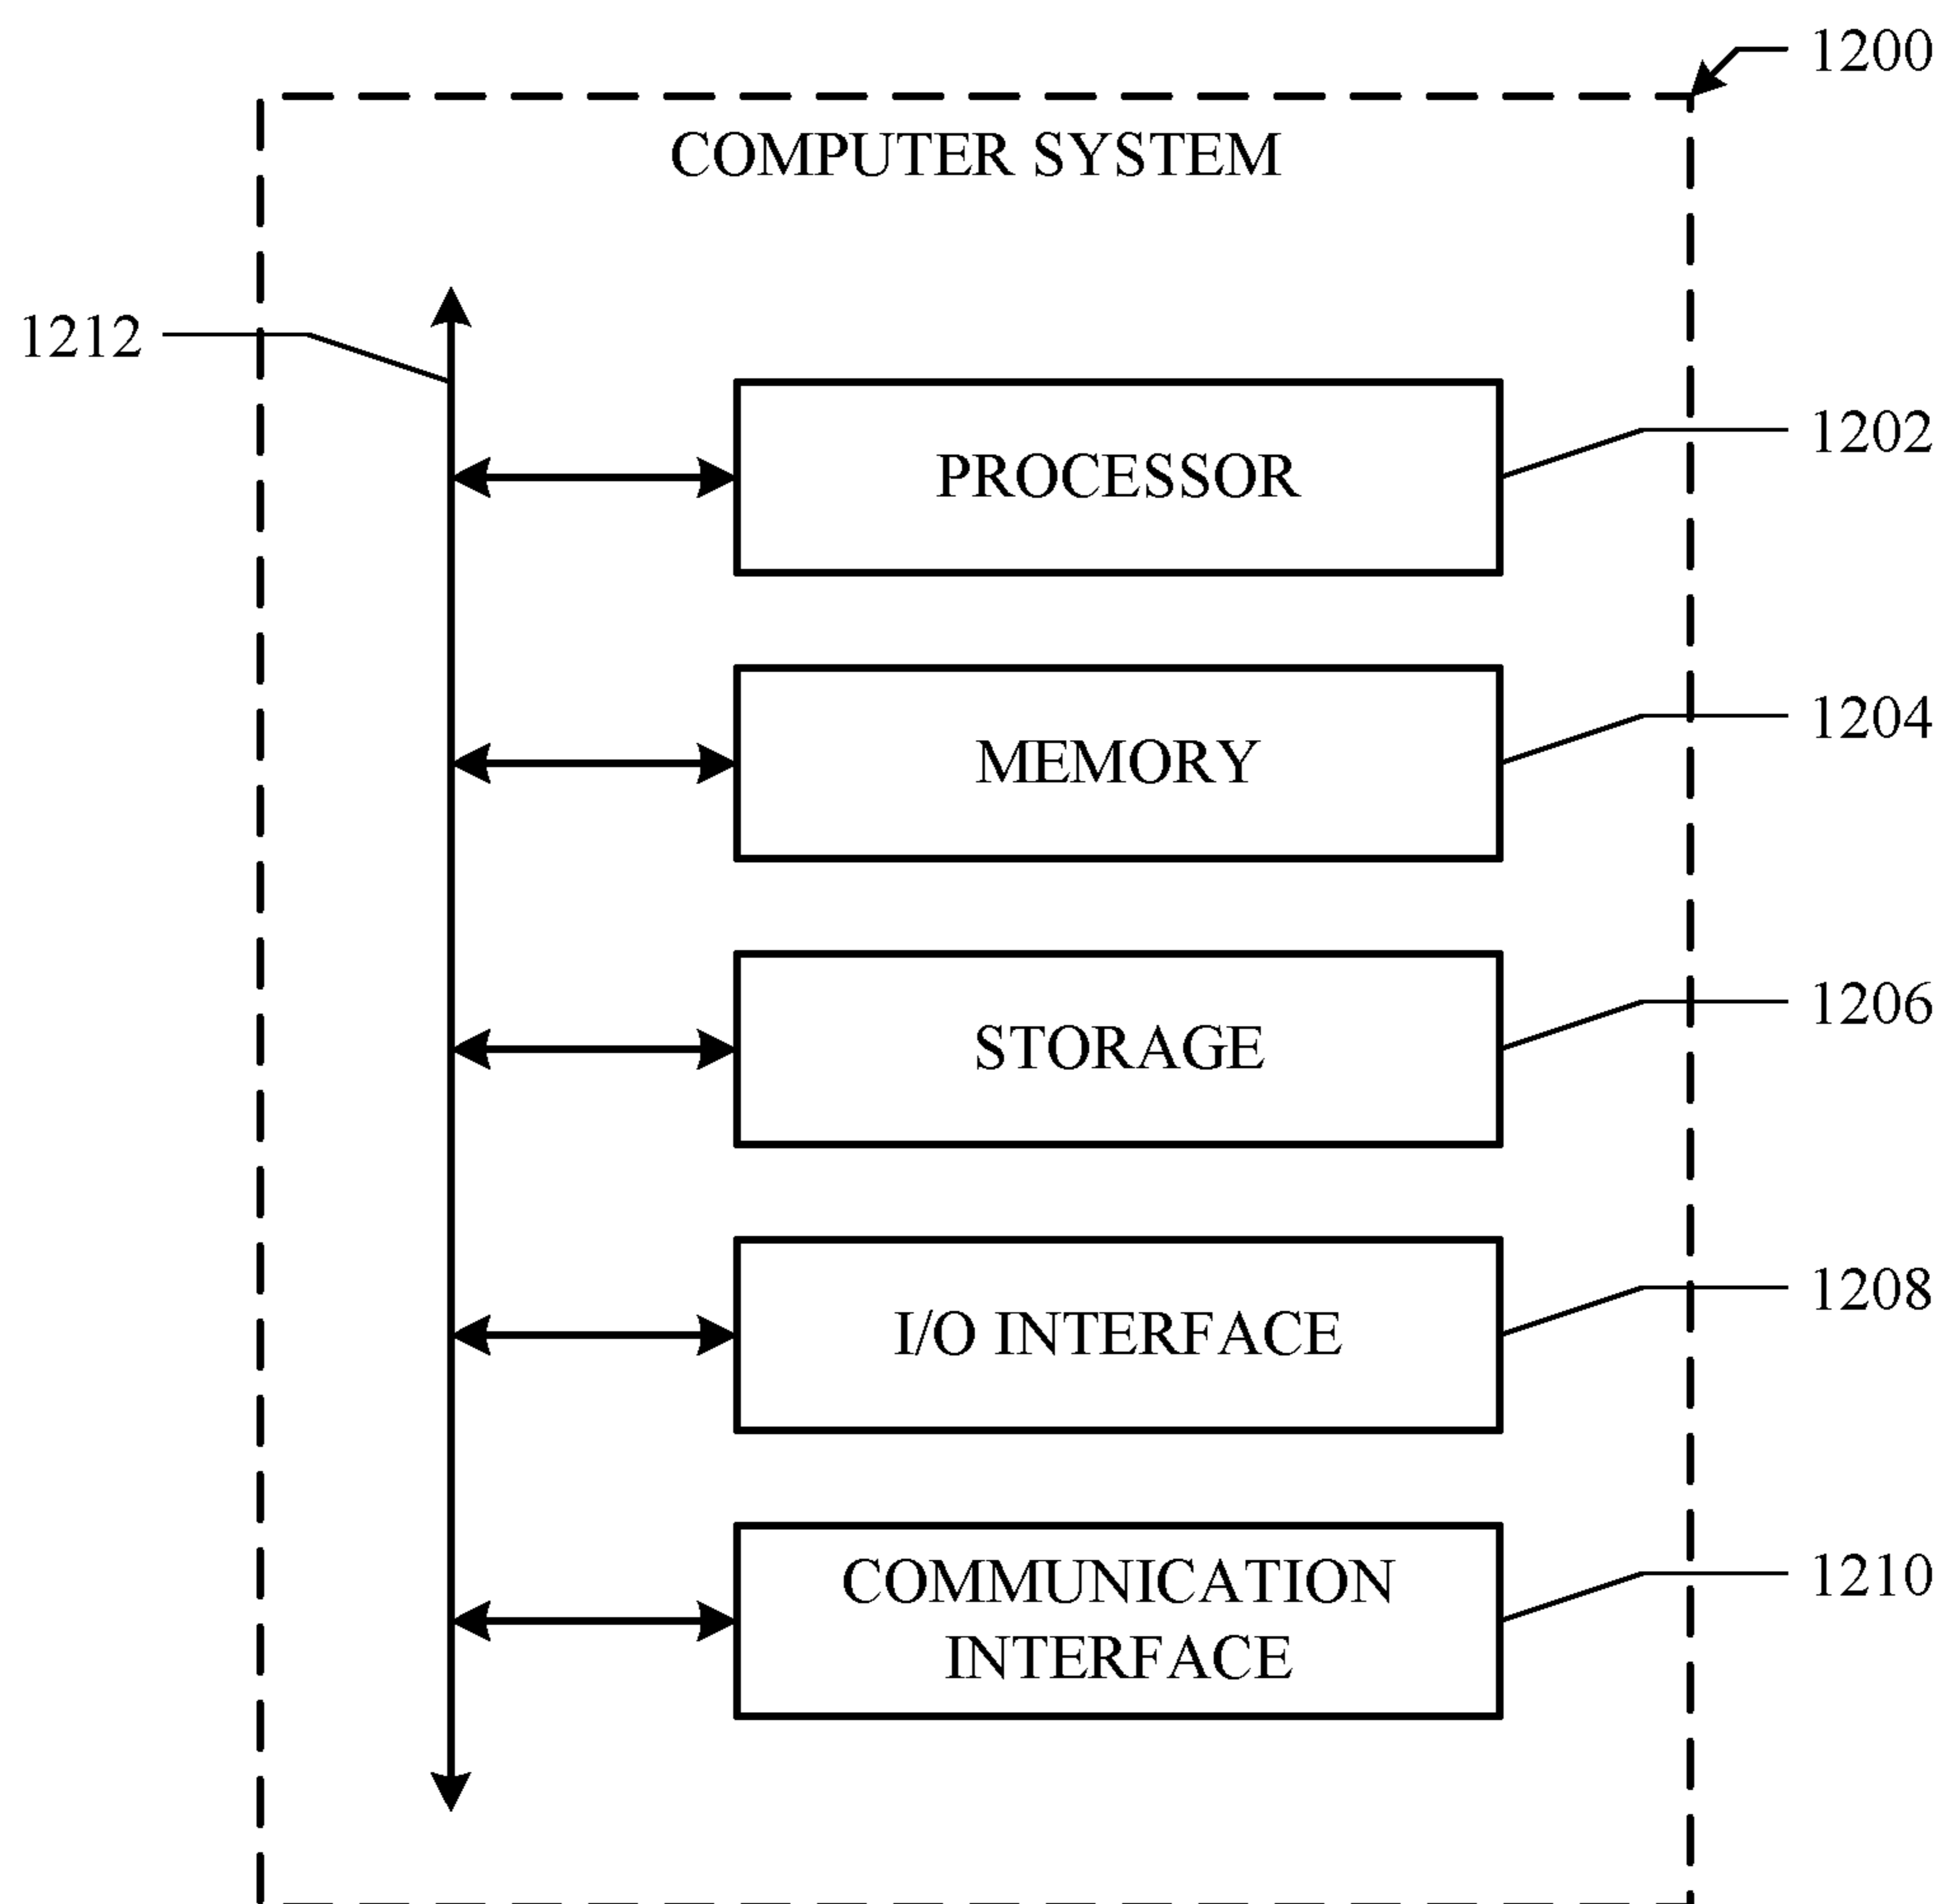 1200
COMPUTER SYSTEM
1212
PROCESSOR
1202
MEMORY
1204
STORAGE
1206
I/O INTERFACE
1208
COMMUNICATION
INTERFACE
1210